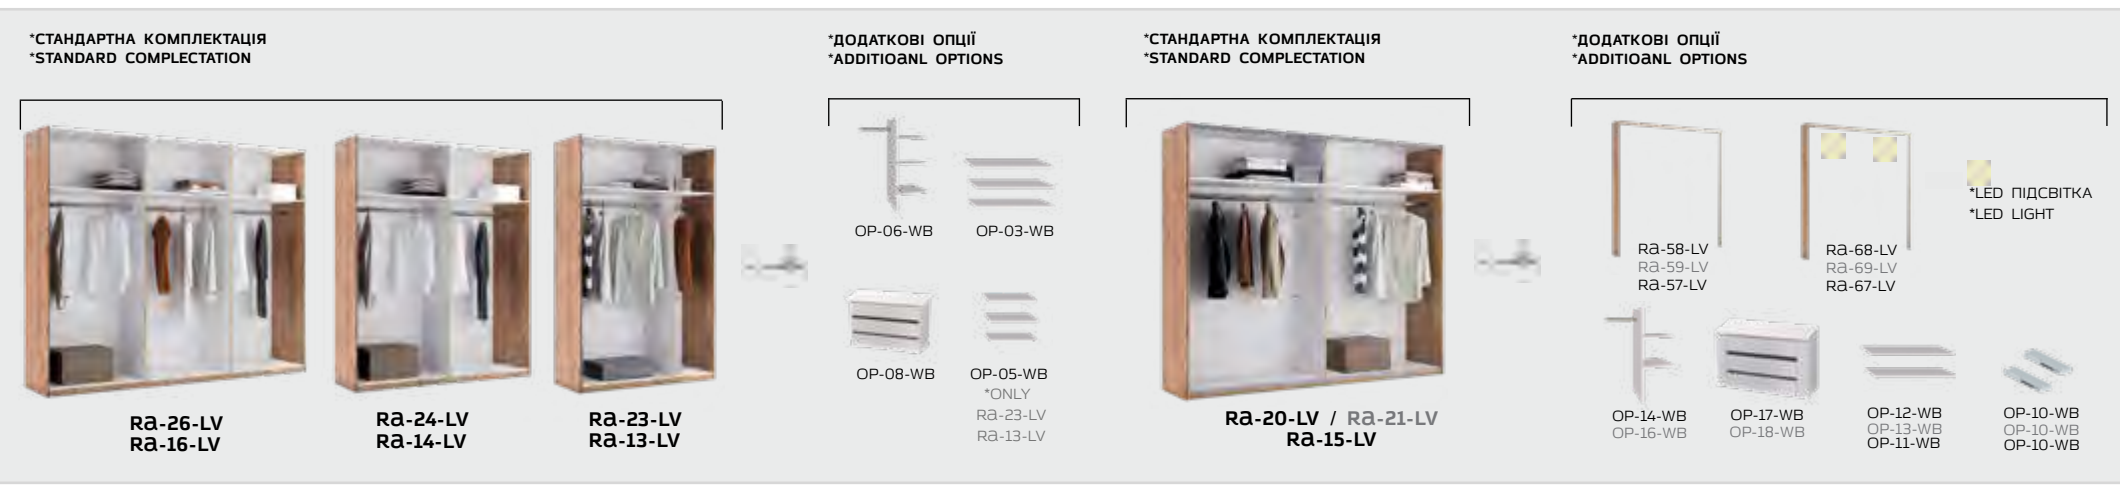 *СТАНДАРТНА КОМПЛЕКТАЦІЯ
*STANDARD COMPLECTATION
Ra-26-LV
Ra-16-LV
Ra-24-LV
Ra-14-LV
Ra-23-LV
Ra-13-LV
*ДОДАТКОВІ ОПЦІЇ
*ADDITIOaNL OPTIONS
OP-06-WB
OP-03-WB
OP-08-WB
OP-05-WB
*ONLY
Ra-23-LV
Ra-13-LV
*СТАНДАРТНА КОМПЛЕКТАЦІЯ
*STANDARD COMPLECTATION
Ra-20-LV / Ra-21-LV
Ra-15-LV
*ДОДАТКОВІ ОПЦІЇ
*ADDITIOaNL OPTIONS
Ra-58-LV
Ra-59-LV
Ra-57-LV
Ra-68-LV
Ra-69-LV
Ra-67-LV
*LED ПІДСВІТКА
*LED LIGHT
OP-14-WB
OP-16-WB
OP-17-WB
OP-18-WB
OP-12-WB
OP-13-WB
OP-11-WB
OP-10-WB
OP-10-WB
OP-10-WB